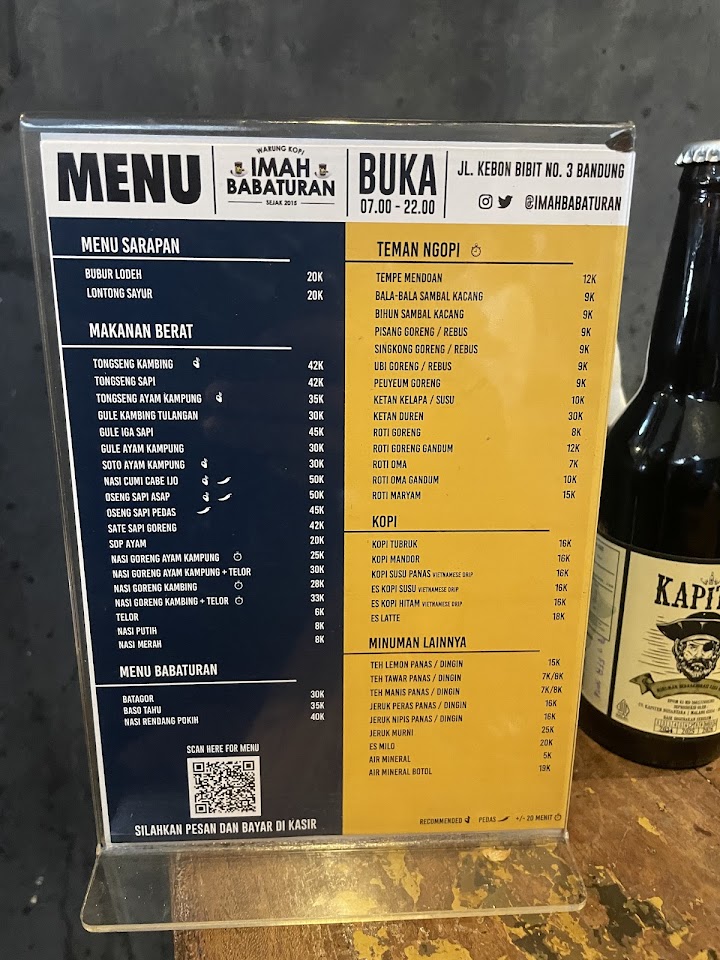 MENU
WARUNG KOPI
IMAH
BABATURAN
SEJAK 2015
BUKA
07.00 - 22.00
JL. KEBON BIBIT NO. 3 BANDUNG
@IMAHBABATURAN
MENU SARAPAN
BUBUR LODEH 20K
LONTONG SAYUR 20K
MAKANAN BERAT
TONGSENG KAMBING 42K
TONGSENG SAPI 42K
TONGSENG AYAM KAMPUNG 35K
GULE KAMBING TULANGAN 30K
GULE IGA SAPI 45K
GULE AYAM KAMPUNG 30K
SOTO AYAM KAMPUNG 30K
NASI CUMI CABE IJO 50K
OSENG SAPI ASAP 50K
OSENG SAPI PEDAS 45K
SATE SAPI GORENG 42K
SOP AYAM 20K
NASI GORENG AYAM KAMPUNG 25K
NASI GORENG AYAM KAMPUNG + TELOR 30K
NASI GORENG KAMBING 28K
NASI GORENG KAMBING + TELOR 33K
TELOR 6K
NASI PUTIH 8K
NASI MERAH 8K
MENU BABATURAN
BATAGOR 30K
BASO TAHU 35K
NASI RENDANG POKIH 40K
SCAN HERE FOR MENU
SILAHKAN PESAN DAN BAYAR DI KASIR
TEMAN NGOPI
TEMPE MENDOAN 12K
BALA-BALA SAMBAL KACANG 9K
BIHUN SAMBAL KACANG 9K
PISANG GORENG / REBUS 9K
SINGKONG GORENG / REBUS 9K
UBI GORENG / REBUS 9K
PEUYEUM GORENG 9K
KETAN KELAPA / SUSU 10K
KETAN DUREN 30K
ROTI GORENG 8K
ROTI GORENG GANDUM 12K
ROTI OMA 7K
ROTI OMA GANDUM 10K
ROTI MARYAM 15K
KOPI
KOPI TUBRUK 16K
KOPI MANDOR 16K
KOPI SUSU PANAS VIETNAMESE DRIP 16K
ES KOPI SUSU VIETNAMESE DRIP 16K
ES KOPI HITAM VIETNAMESE DRIP 16K
ES LATTE 18K
MINUMAN LAINNYA
TEH LEMON PANAS / DINGIN 15K
TEH TAWAR PANAS / DINGIN 7K/8K
TEH MANIS PANAS / DINGIN 7K/8K
JERUK PERAS PANAS / DINGIN 16K
JERUK NIPIS PANAS / DINGIN 16K
JERUK MURNI 25K
ES MILO 20K
AIR MINERAL 5K
AIR MINERAL BOTOL 19K
RECOMMENDED PEDAS +/- 20 MENIT